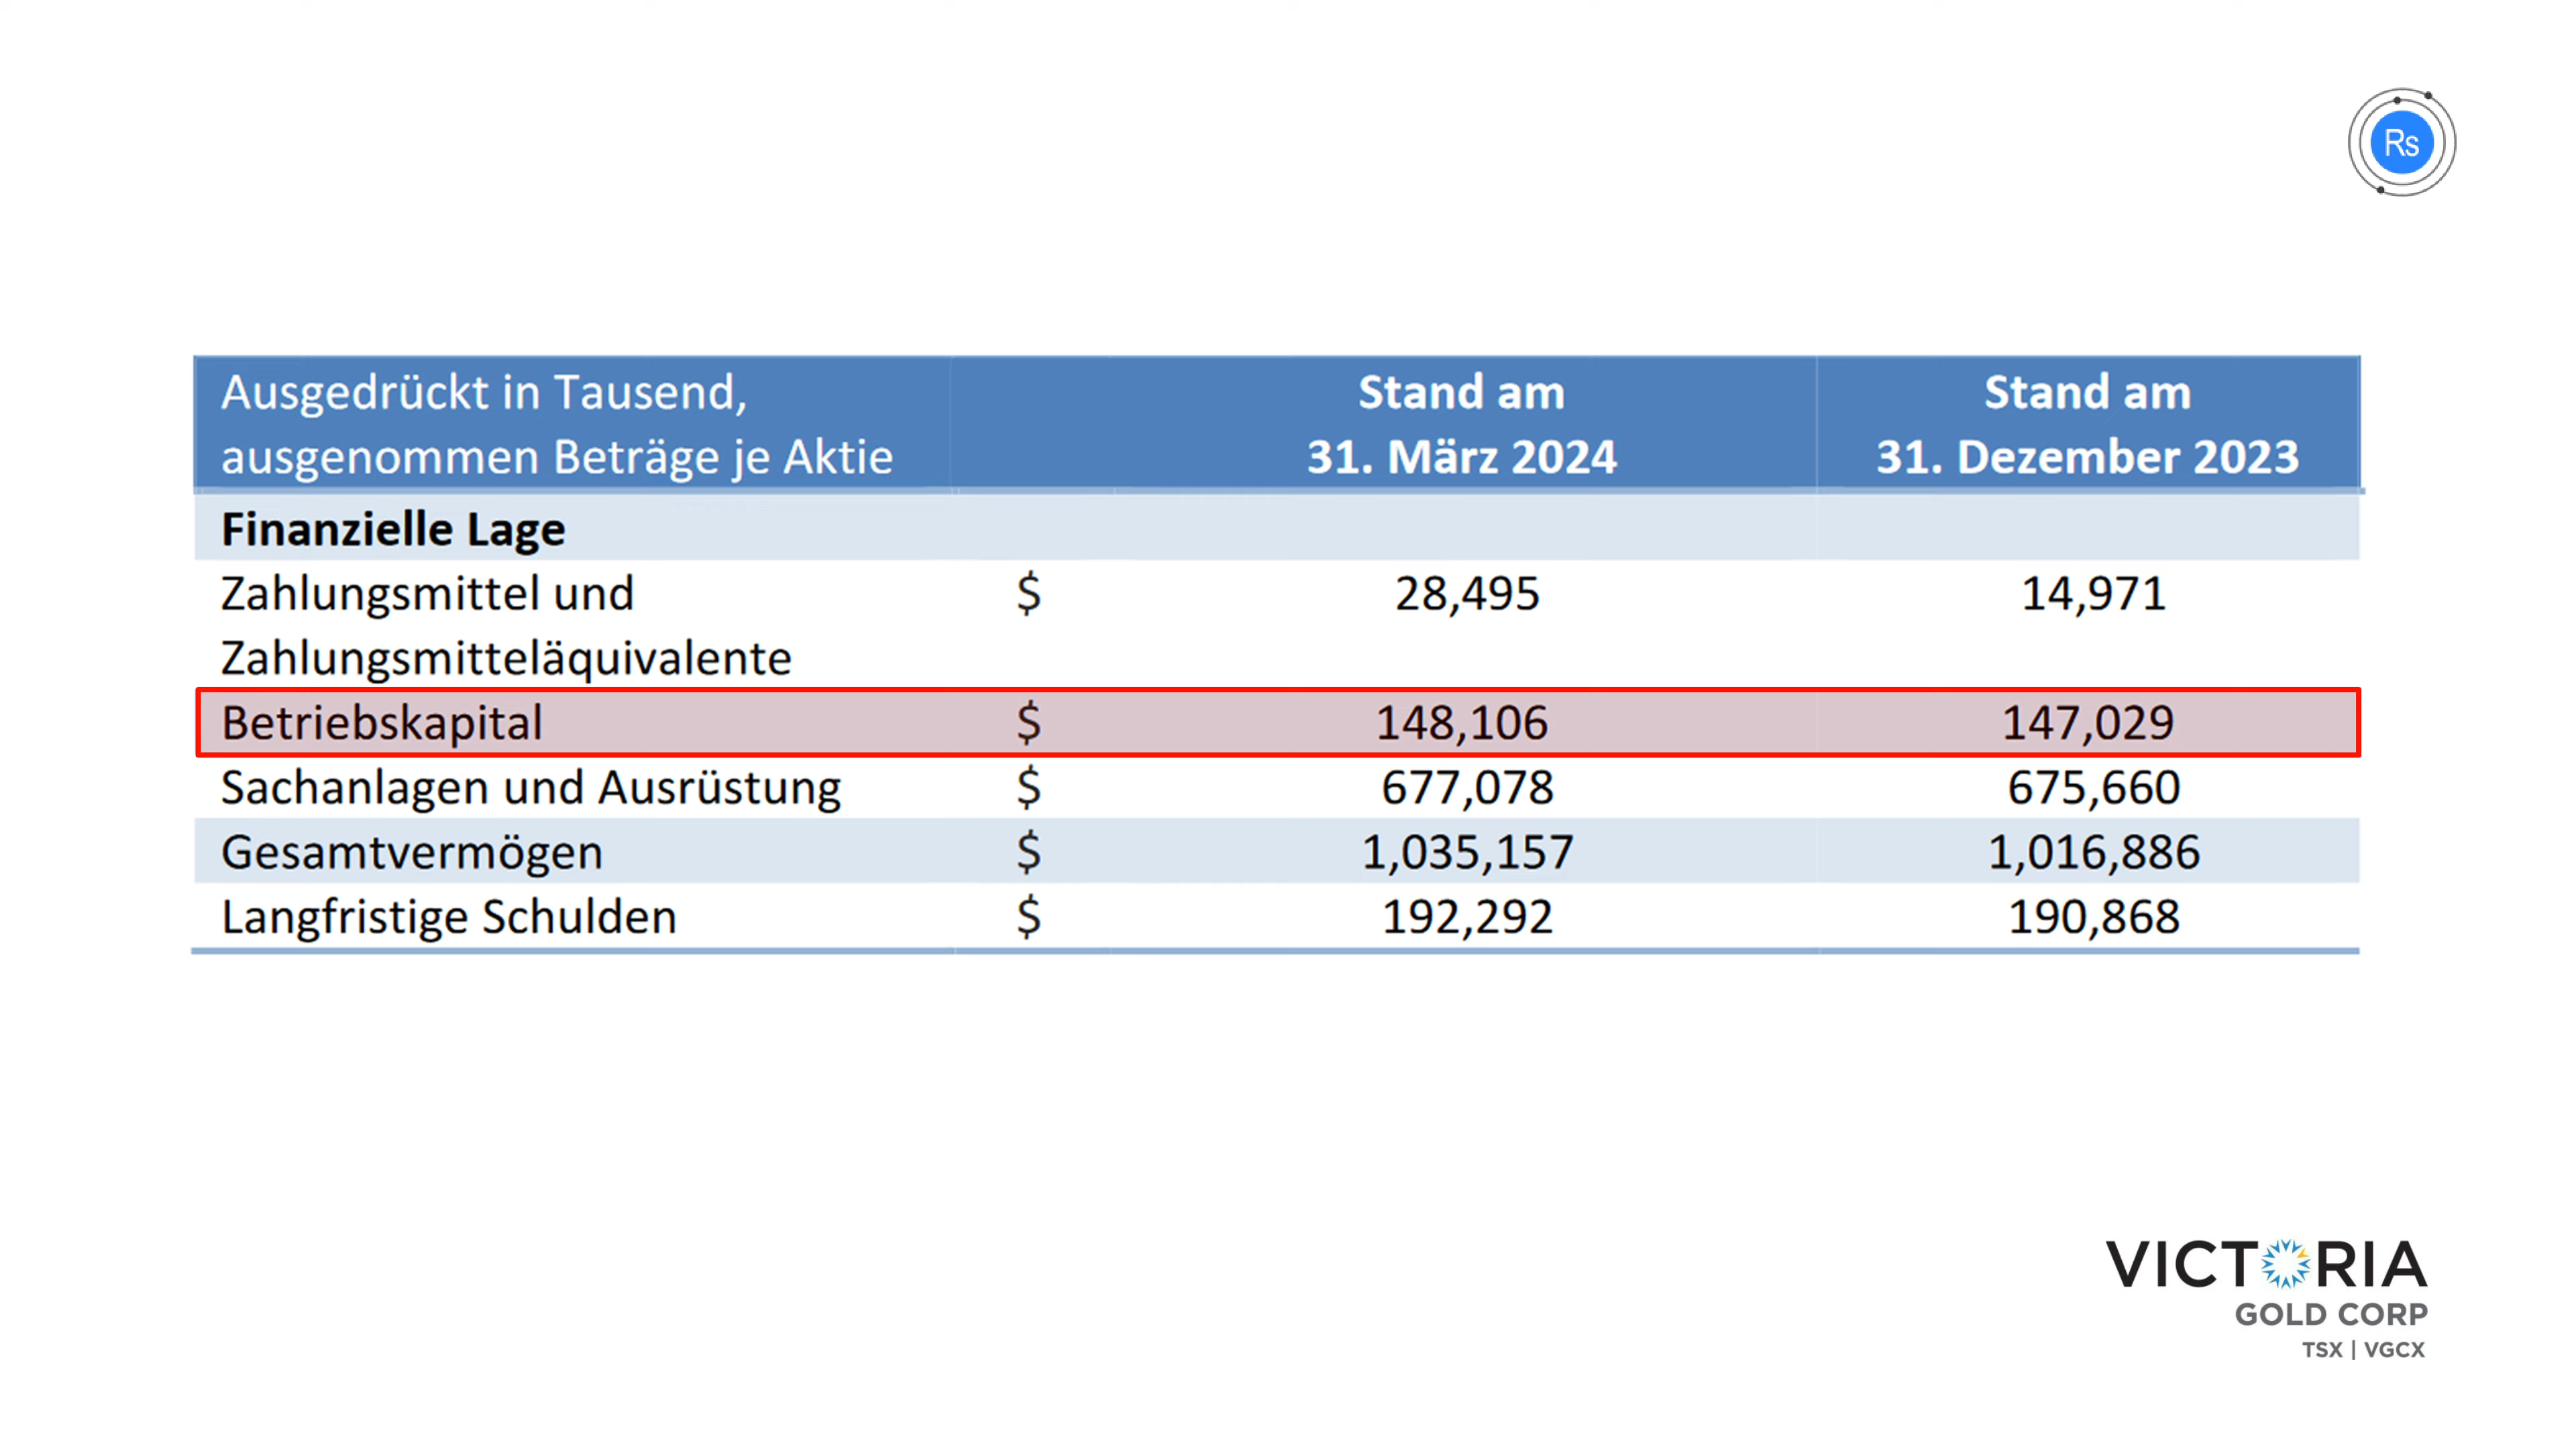 Rs
Ausgedrückt in Tausend,
ausgenommen Beträge je Aktie
Stand am
31. März 2024
Stand am
31. Dezember 2023
Finanzielle Lage
Zahlungsmittel und
Zahlungsmitteläquivalente
$ 28,495 14,971
Betriebskapital $ 148,106 147,029
Sachanlagen und Ausrüstung $ 677,078 675,660
Gesamtvermögen $ 1,035,157 1,016,886
Langfristige Schulden $ 192,292 190,868
VICTORIA
GOLD CORP
TSX | VGCX